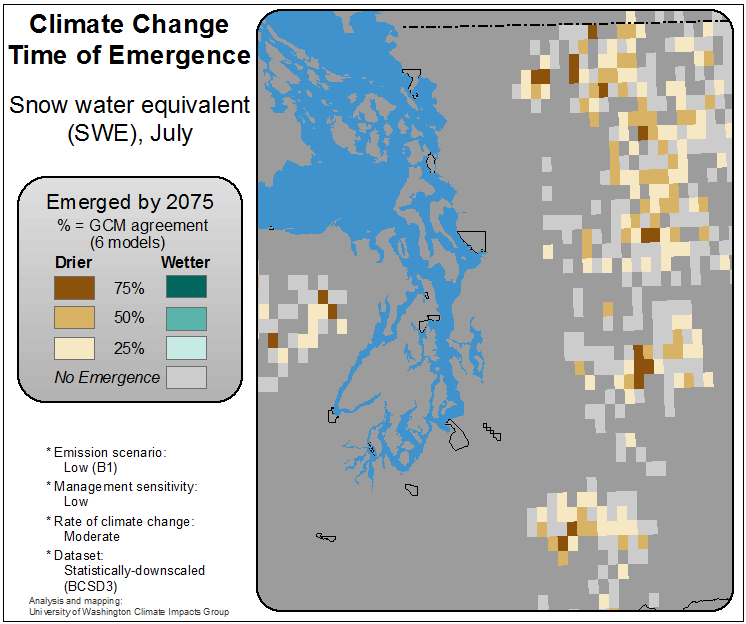 Climate Change
Time of Emergence
Snow water equivalent
(SWE), July
Emerged by 2075
% = GCM agreement
(6 models)
Drier Wetter
75%
50%
25%
No Emergence
* Emission scenario:
Low (B1)
* Management sensitivity:
Low
* Rate of climate change:
Moderate
* Dataset:
Statistically-downscaled
(BCSD3)
Analysis and mapping:
University of Washington Climate Impacts Group